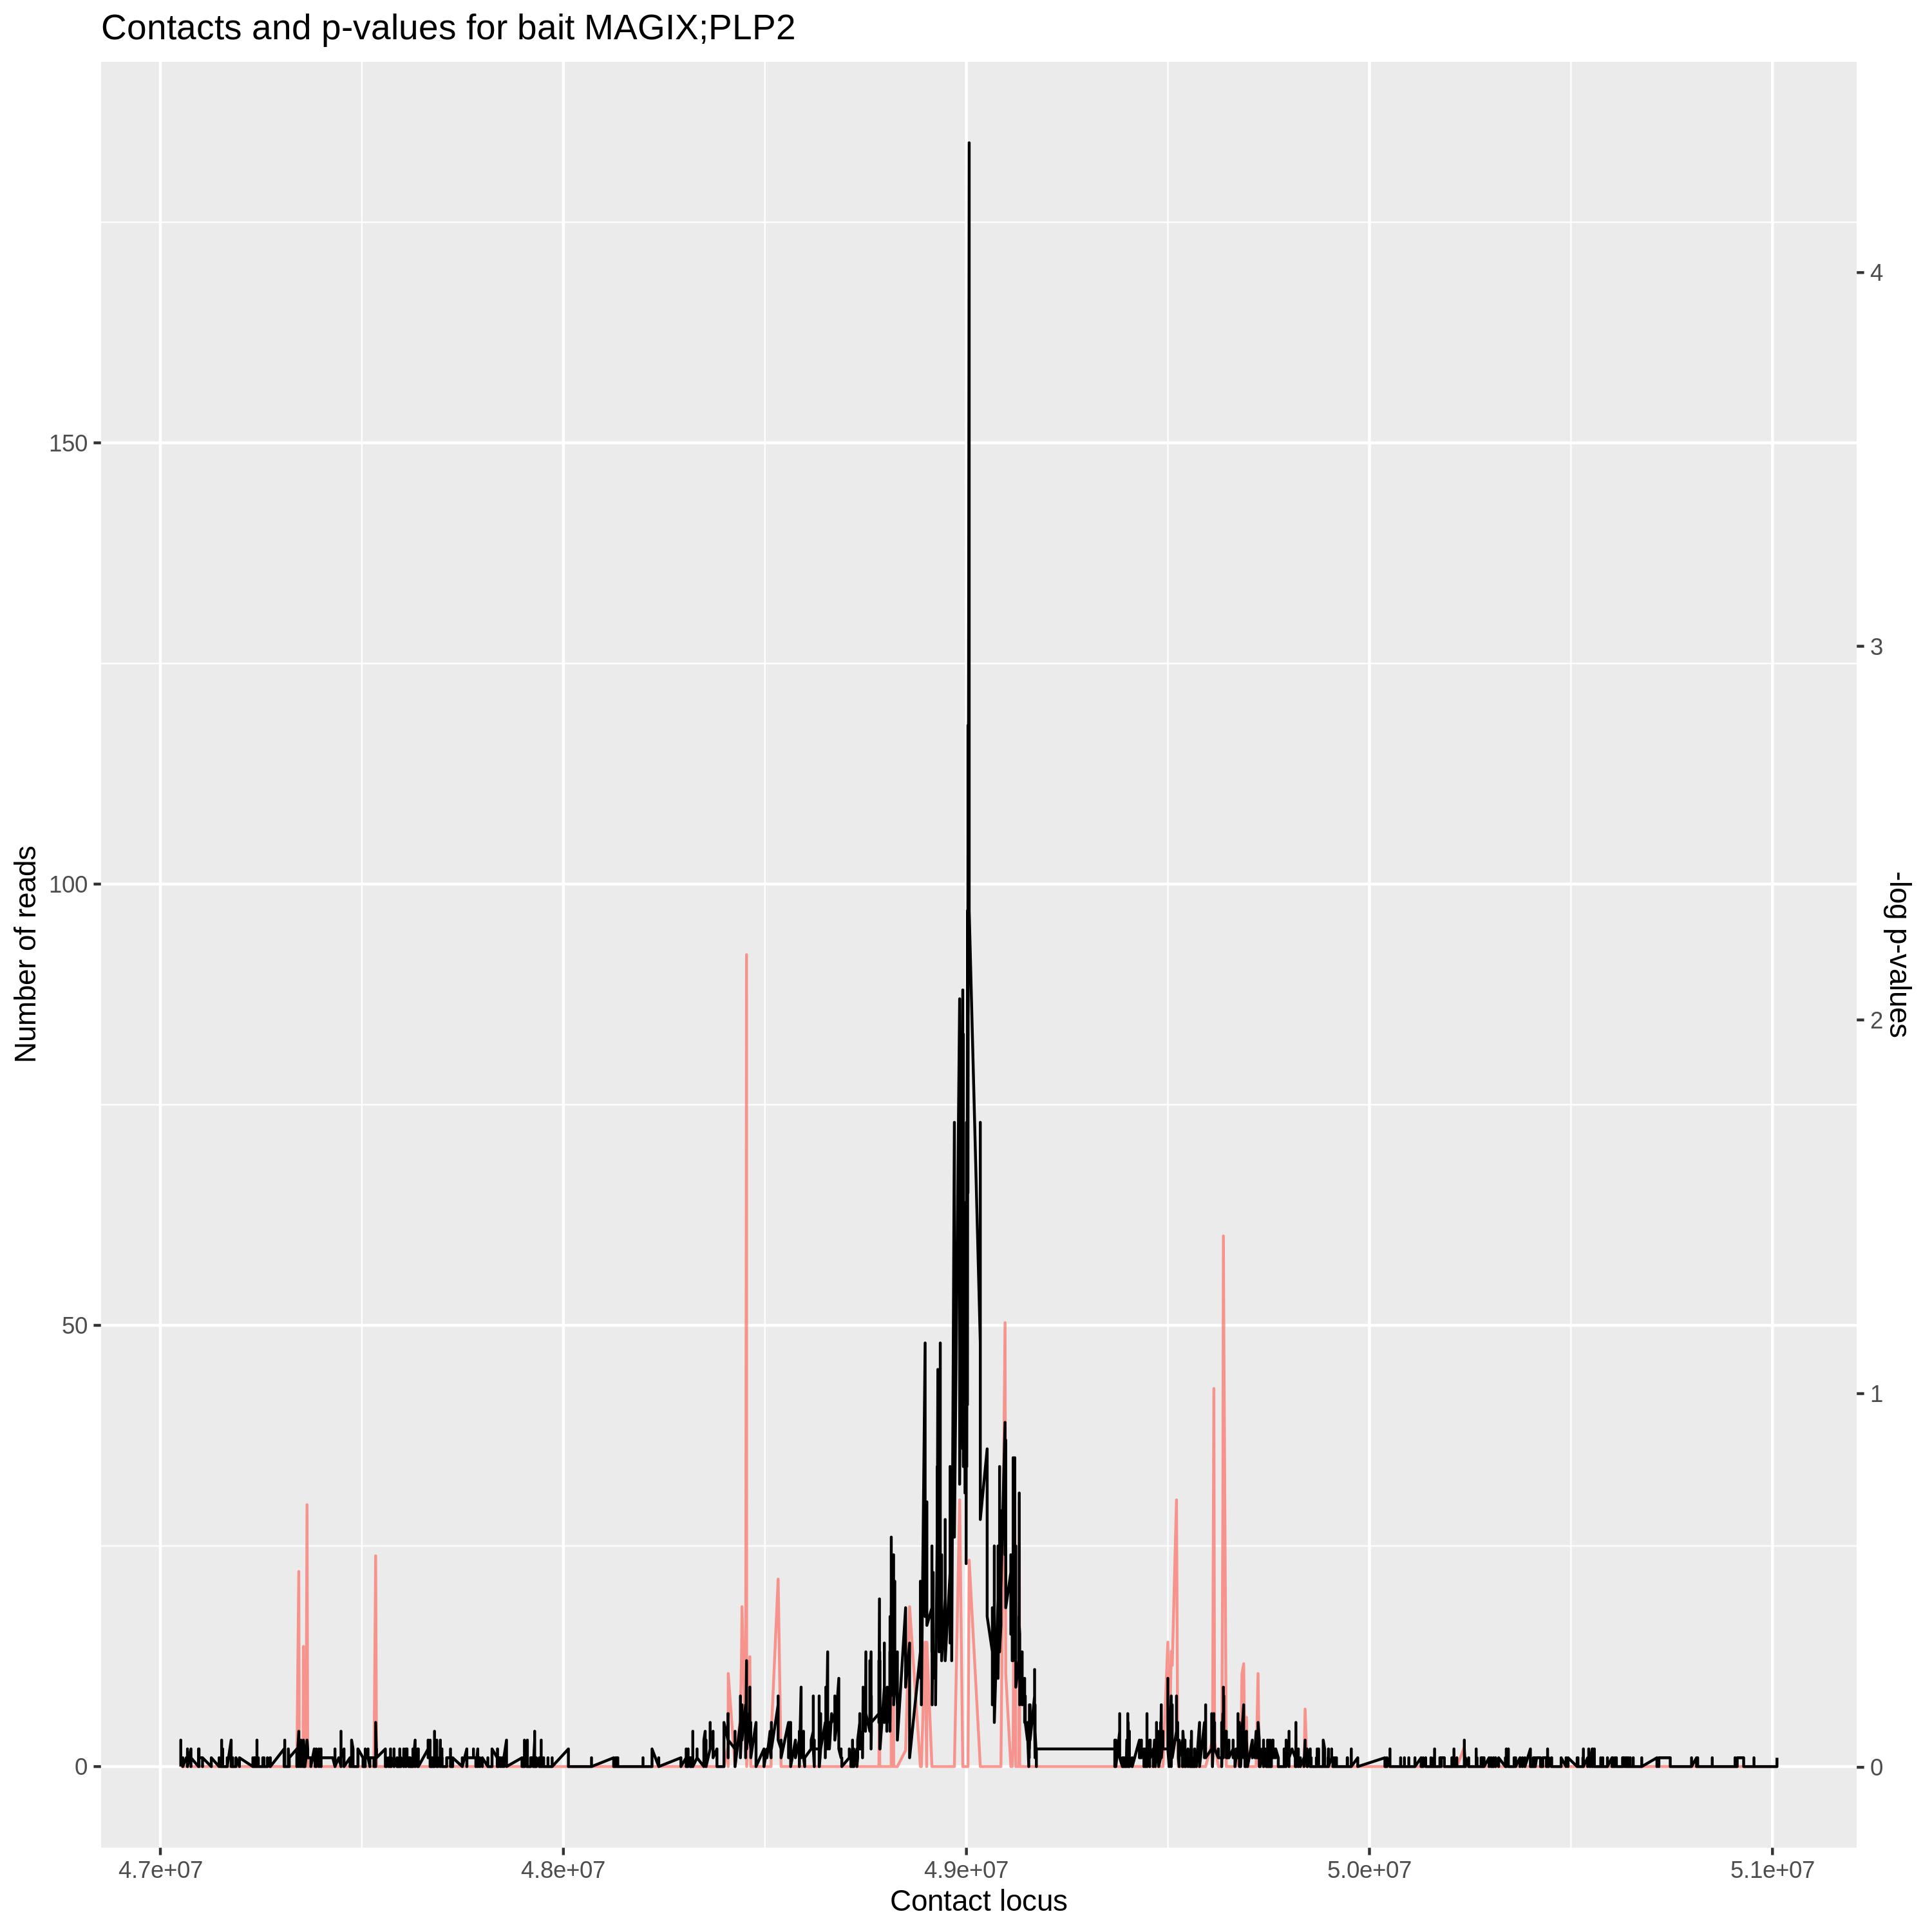 Contacts and p-values for bait MAGIX;PLP2
Number of reads
150
100
50
0
4
3
2
1
0
-log p-values
4.7e+07
4.8e+07
4.9e+07
5.0e+07
5.1e+07
Contact locus